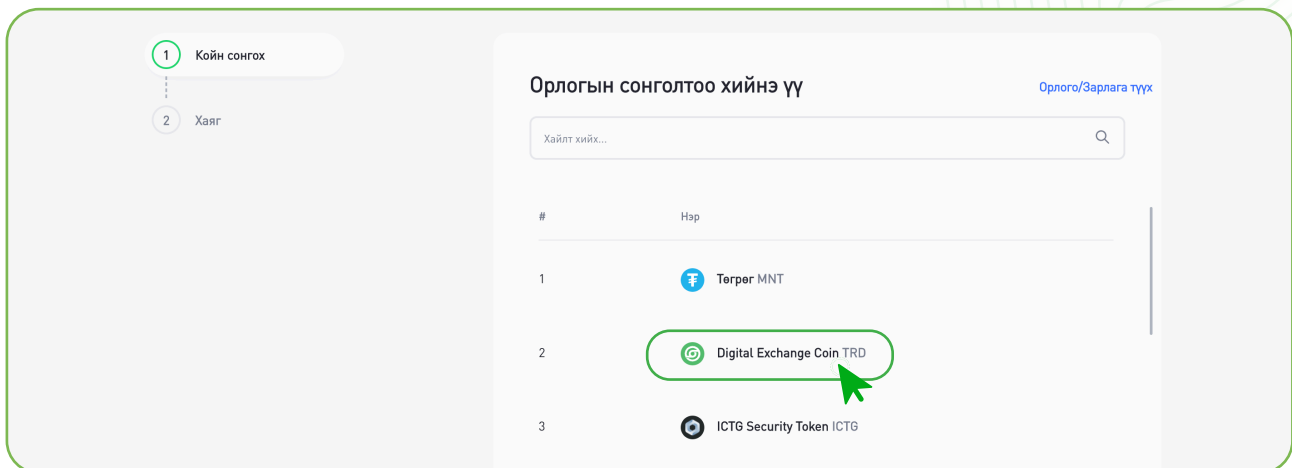 1 Койн сонгох
2 Хаяг
Орлогын сонголтоо хийнэ үү
Орлого/Зарлага түүх
Хайлт хийх...
# Нэр
1 Төгрөг MNT
2 Digital Exchange Coin TRD
3 ICTG Security Token ICTG